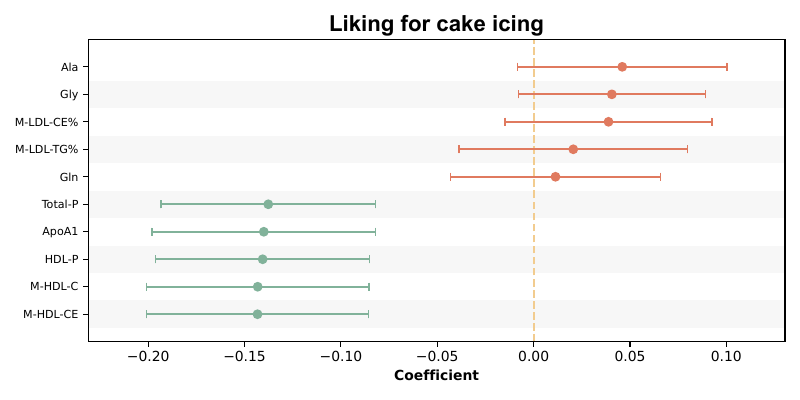 Liking for cake icing
Ala
Gly
M-LDL-CE%
M-LDL-TG%
Gln
Total-P
ApoA1
HDL-P
M-HDL-C
M-HDL-CE
−0.20 −0.15 −0.10 −0.05 0.00 0.05 0.10
Coefficient